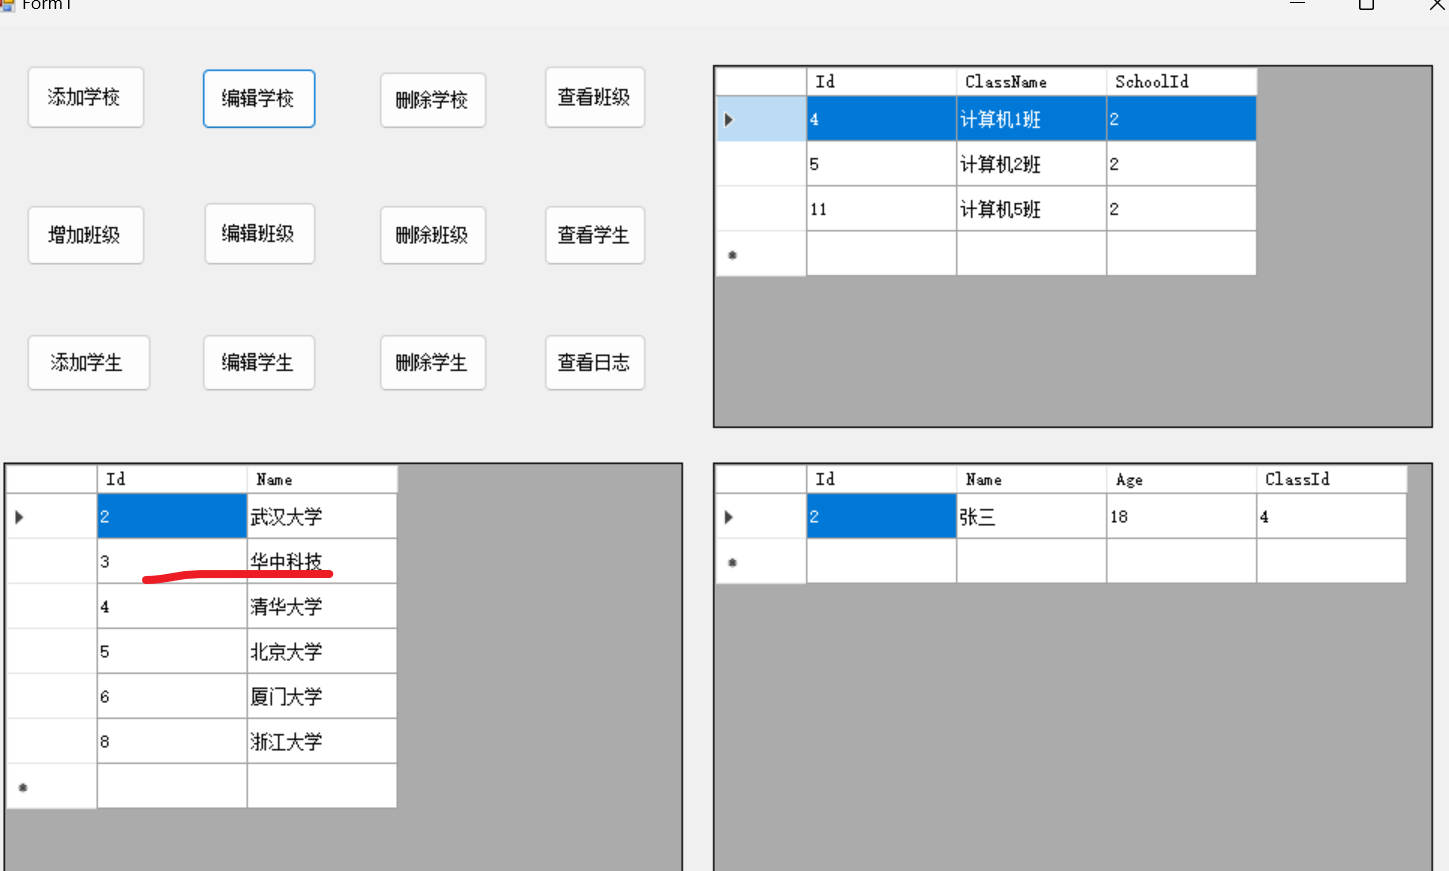 Form1
添加学校 编辑学校 删除学校 查看班级
增加班级 编辑班级 删除班级 查看学生
添加学生 编辑学生 删除学生 查看日志
Id ClassName SchoolId
4 计算机1班 2
5 计算机2班 2
11 计算机5班 2
Id Name
2 武汉大学
3 华中科技
4 清华大学
5 北京大学
6 厦门大学
8 浙江大学
Id Name Age ClassId
2 张三 18 4